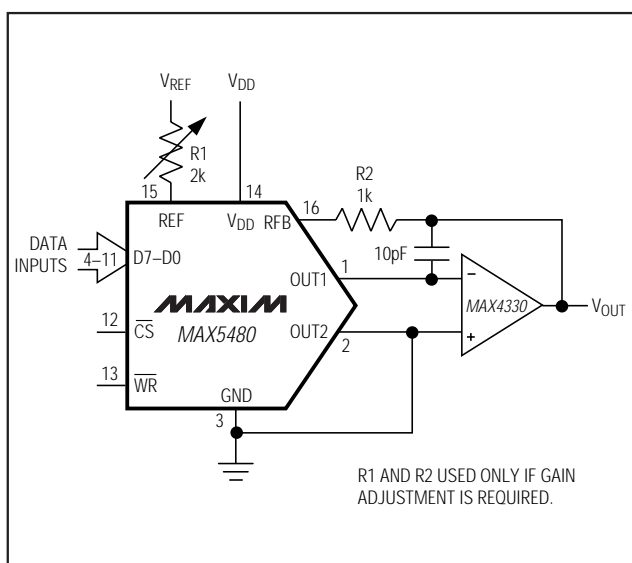 VREF
VDD
R1
2k
15
14
REF
VDD
RFB
16
R2
1k
DATA
INPUTS
4–11
D7–D0
10pF
OUT1
1
MAXIM
MAX5480
12
CS
OUT2
2
−
+
MAX4330
VOUT
13
WR
GND
3
R1 AND R2 USED ONLY IF GAIN
ADJUSTMENT IS REQUIRED.